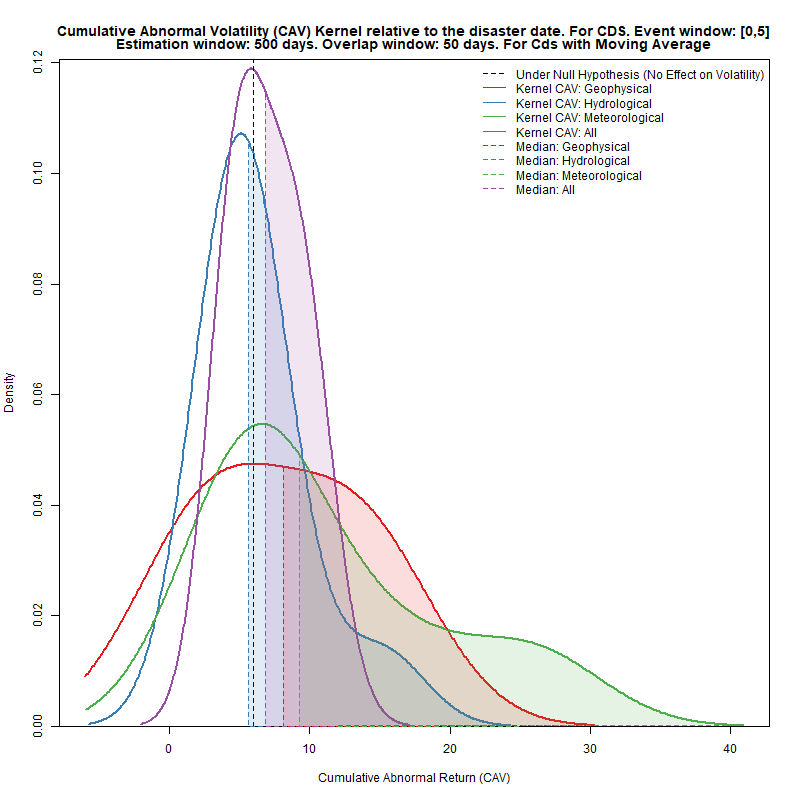 Cumulative Abnormal Volatility (CAV) Kernel relative to the disaster date. For CDS. Event window: [0,5]
Estimation window: 500 days. Overlap window: 50 days. For Cds with Moving Average
Under Null Hypothesis (No Effect on Volatility)
Kernel CAV: Geophysical
Kernel CAV: Hydrological
Kernel CAV: Meteorological
Kernel CAV: All
Median: Geophysical
Median: Hydrological
Median: Meteorological
Median: All
Density
0.12
0.10
0.08
0.06
0.04
0.02
0.00
0 10 20 30 40
Cumulative Abnormal Return (CAV)